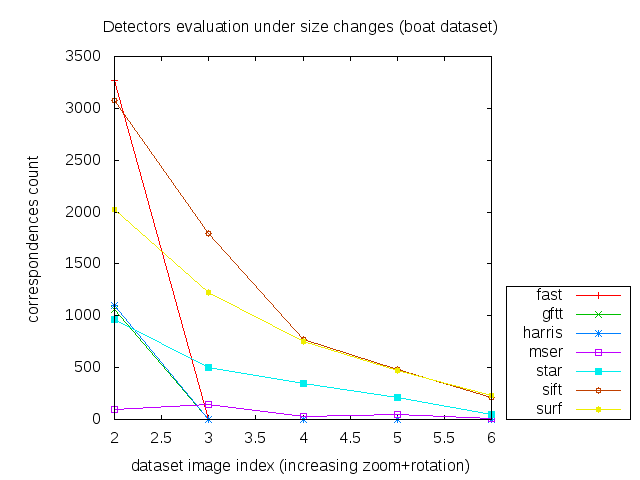 Detectors evaluation under size changes (boat dataset)
correspondences count
3500
3000
2500
2000
1500
1000
500
0
2 2.5 3 3.5 4 4.5 5 5.5 6
dataset image index (increasing zoom+rotation)
fast
gftt
harris
mser
star
sift
surf